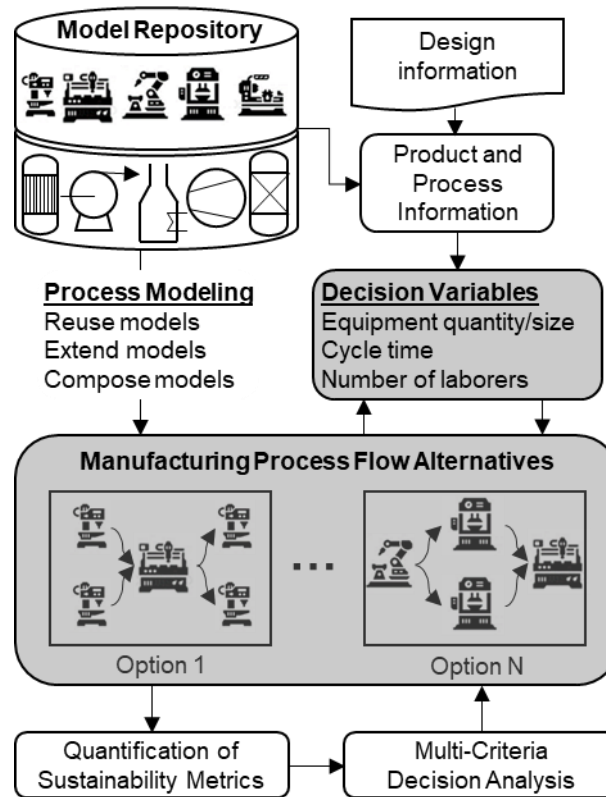 Model Repository
Design
information
Product and
Process
Information
Process Modeling
Reuse models
Extend models
Compose models
Decision Variables
Equipment quantity/size
Cycle time
Number of laborers
Manufacturing Process Flow Alternatives
...
Option 1
Option N
Quantification of
Sustainability Metrics
Multi-Criteria
Decision Analysis